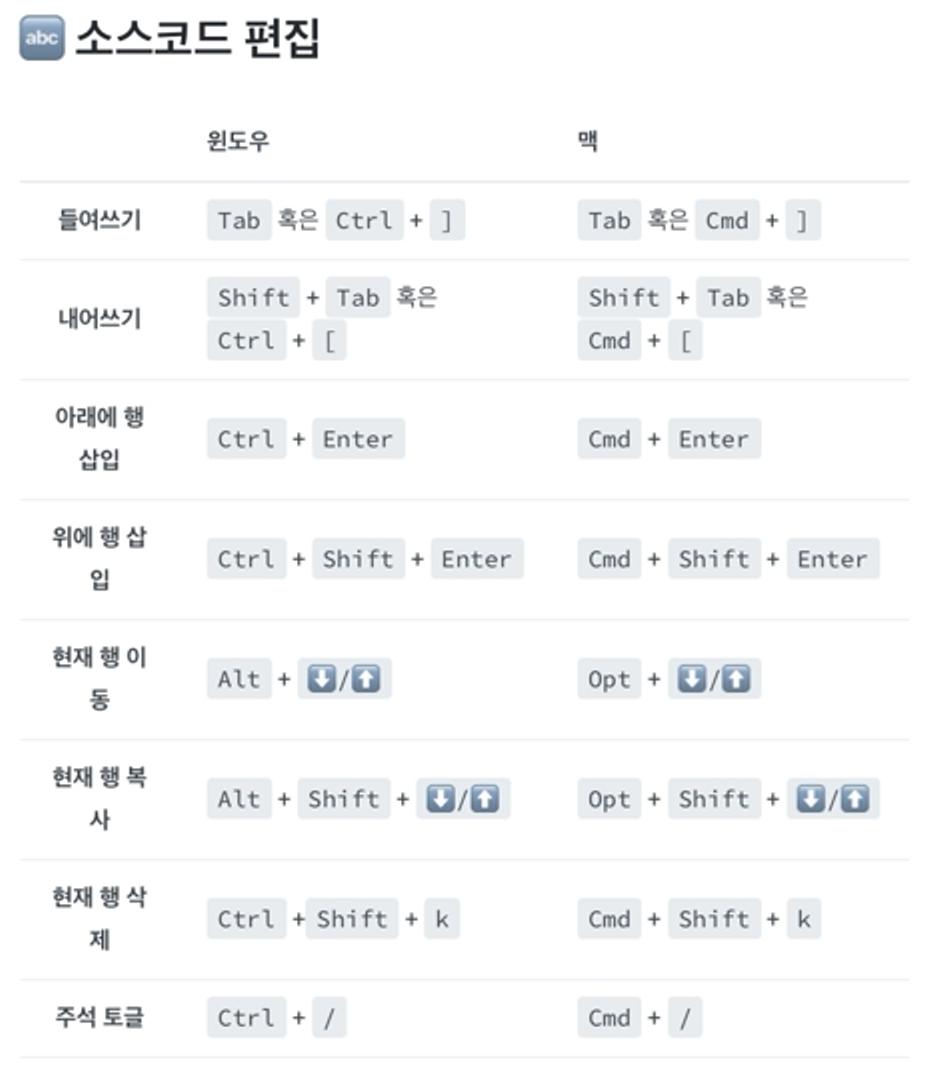 🔤 소스코드 편집
윈도우 맥
들여쓰기 Tab 혹은 Ctrl + ] Tab 혹은 Cmd + ]
내어쓰기 Shift + Tab 혹은 Shift + Tab 혹은
Ctrl + [ Cmd + [
아래에 행
삽입 Ctrl + Enter Cmd + Enter
위에 행 삽
입 Ctrl + Shift + Enter Cmd + Shift + Enter
현재 행 이
동 Alt + ⬇️/⬆️ Opt + ⬇️/⬆️
현재 행 복
사 Alt + Shift + ⬇️/⬆️ Opt + Shift + ⬇️/⬆️
현재 행 삭
제 Ctrl +Shift + k Cmd + Shift + k
주석 토글 Ctrl + / Cmd + /